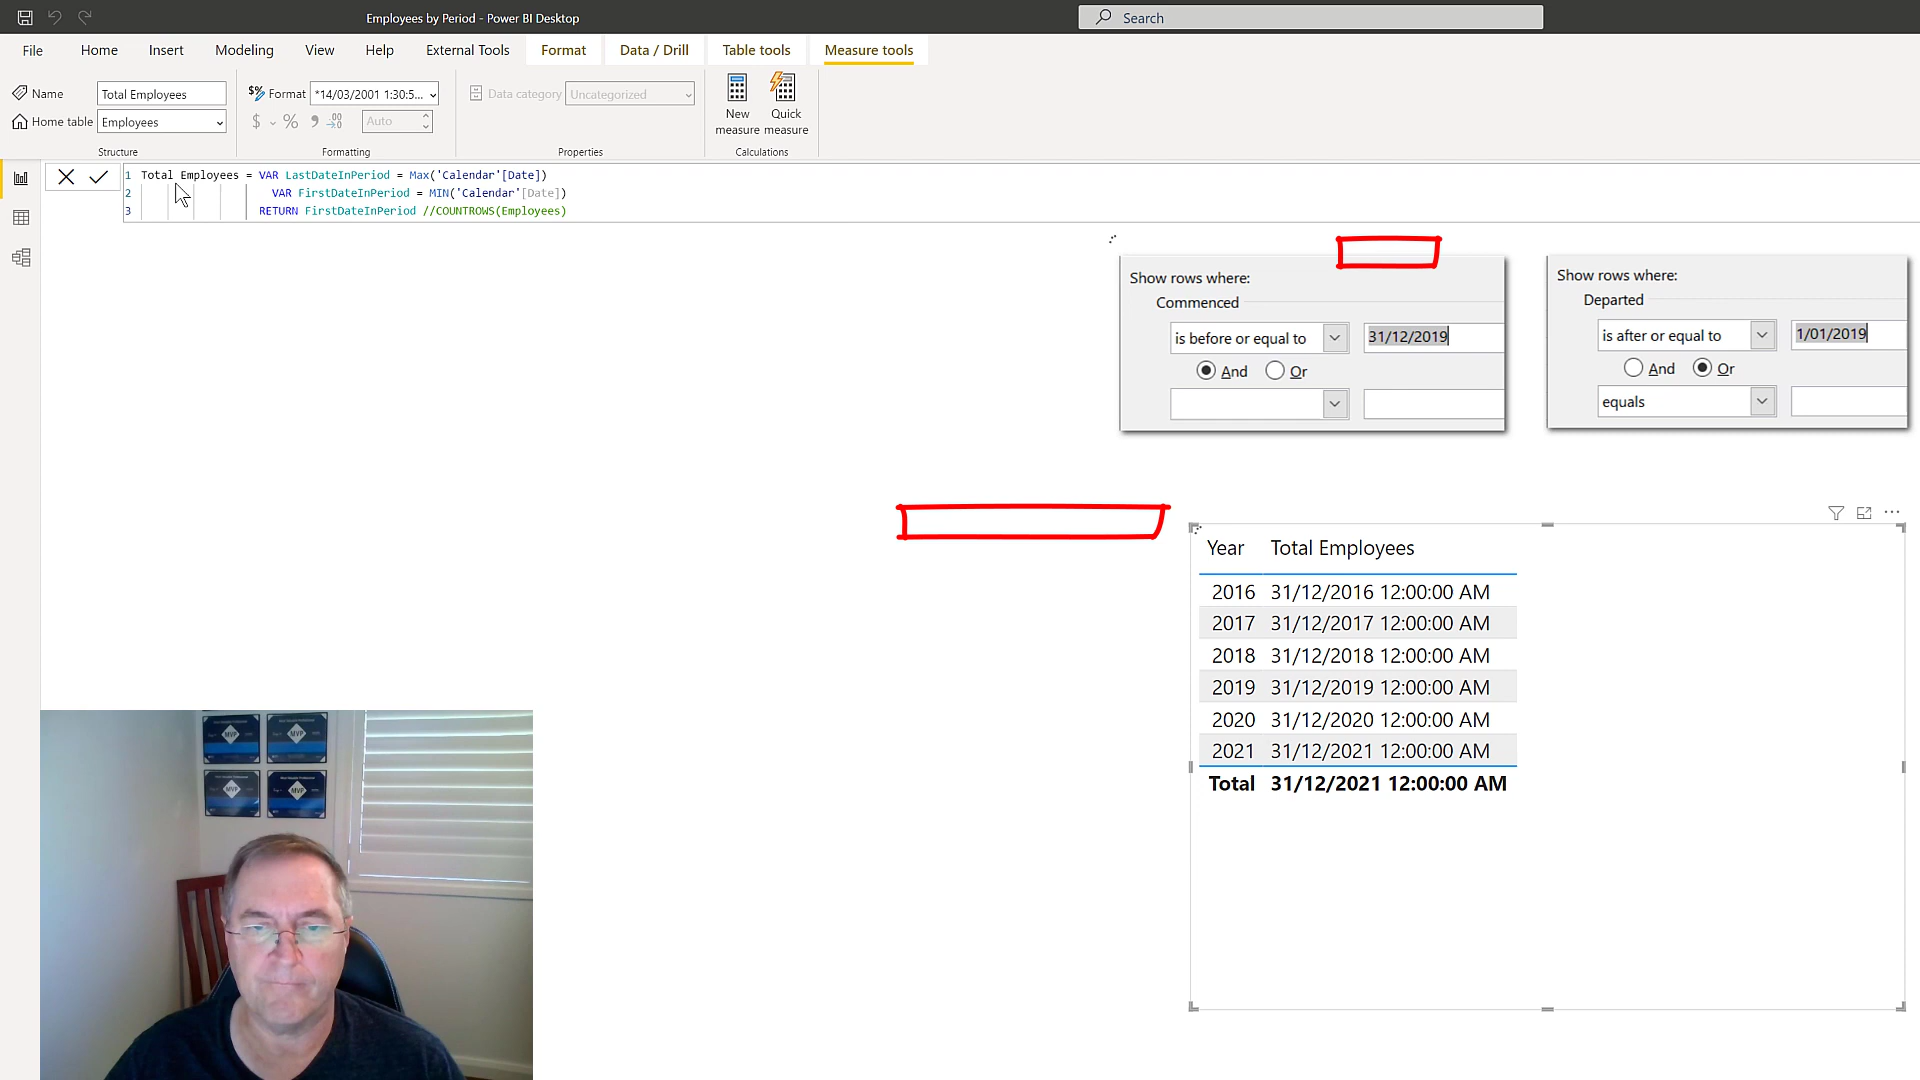 Employees by Period - Power BI Desktop
Search
File Home Insert Modeling View Help External Tools Format Data / Drill Table tools Measure tools
Name Total Employees
Home table Employees
Structure
Format *14/03/2001 1:30:5...
$ % , .00 Auto
Formatting
Data category Uncategorized
Properties
New measure
Quick measure
Calculations
1 Total Employees = VAR LastDateInPeriod = Max('Calendar'[Date])
2 VAR FirstDateInPeriod = MIN('Calendar'[Date])
3 RETURN FirstDateInPeriod //COUNTROWS(Employees)
Show rows where:
Commenced
is before or equal to 31/12/2019
And Or
Show rows where:
Departed
is after or equal to 1/01/2019
And Or
equals
Year Total Employees
2016 31/12/2016 12:00:00 AM
2017 31/12/2017 12:00:00 AM
2018 31/12/2018 12:00:00 AM
2019 31/12/2019 12:00:00 AM
2020 31/12/2020 12:00:00 AM
2021 31/12/2021 12:00:00 AM
Total 31/12/2021 12:00:00 AM
MVP
MVP
MVP
MVP